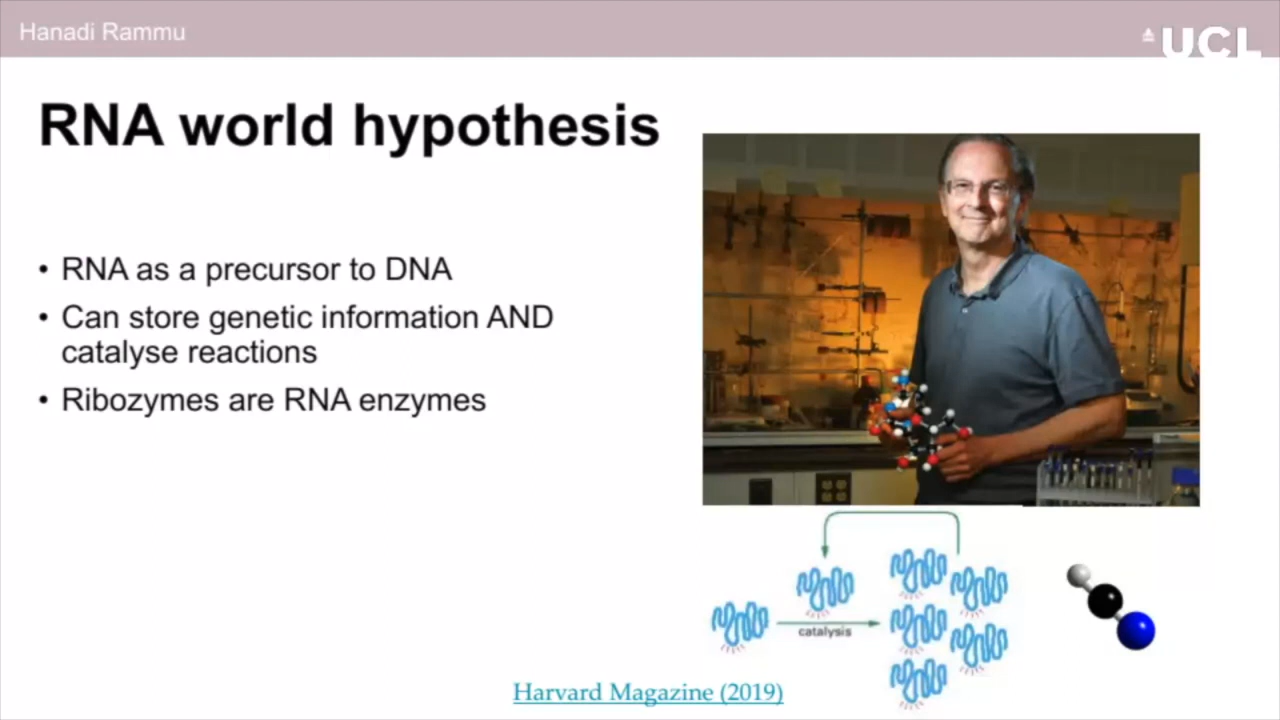 Hanadi Rammu
UCL
RNA world hypothesis
• RNA as a precursor to DNA
• Can store genetic information AND
catalyse reactions
• Ribozymes are RNA enzymes
catalysis
Harvard Magazine (2019)